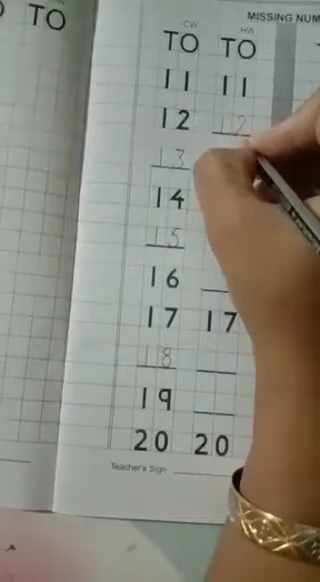 TO
MISSING NUM
CW HW
TO TO
11 11
12 12
13
14
15
16
17 17
18
19
20 20
Teacher's Sign